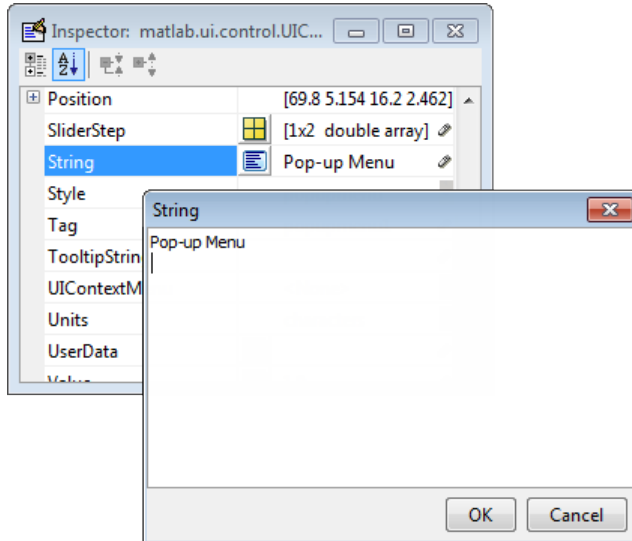 Inspector: matlab.ui.control.UIC...
Position [69.8 5.154 16.2 2.462]
SliderStep [1x2 double array]
String Pop-up Menu
Style
Tag
TooltipStrin
UIContextM
Units
UserData
Value
String
Pop-up Menu
OK Cancel